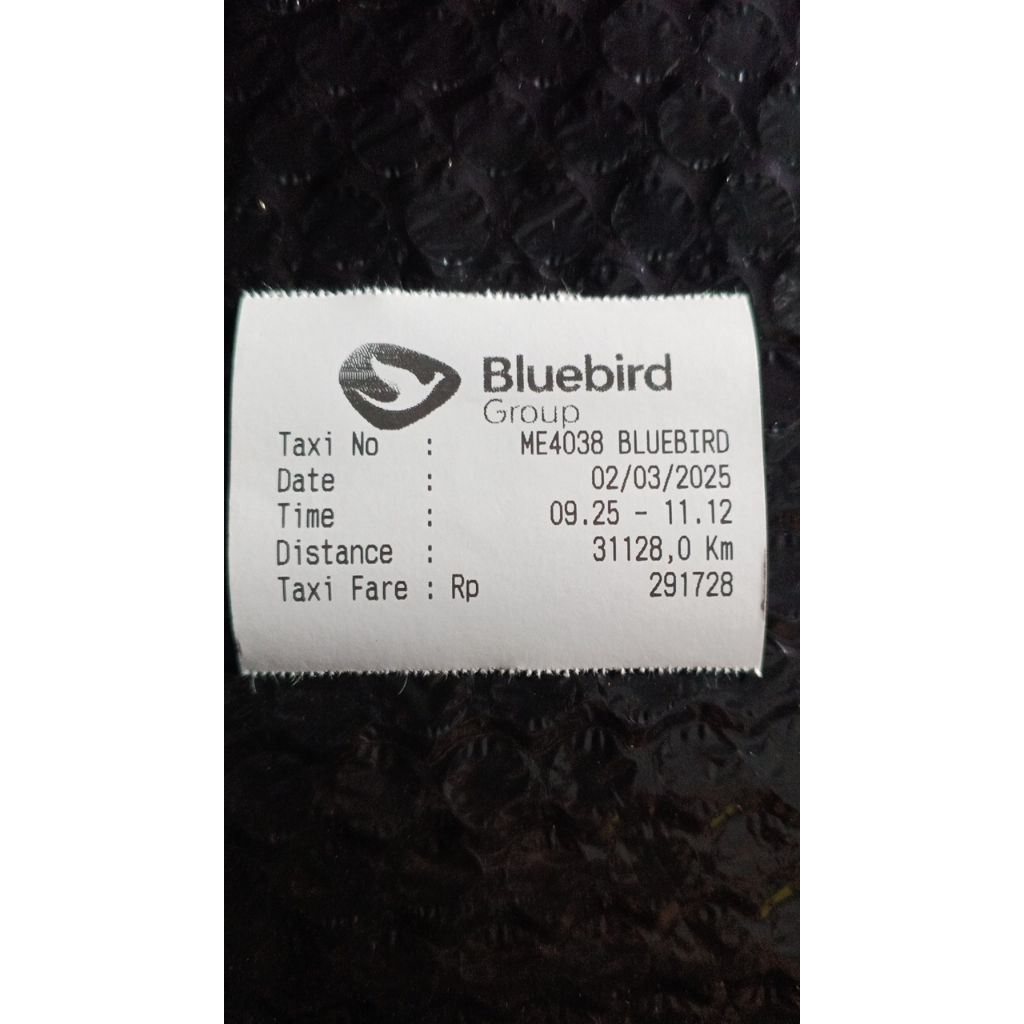 Bluebird
Group
Taxi No : ME4038 BLUEBIRD
Date : 02/03/2025
Time : 09.25 - 11.12
Distance : 31128,0 Km
Taxi Fare : Rp 291728